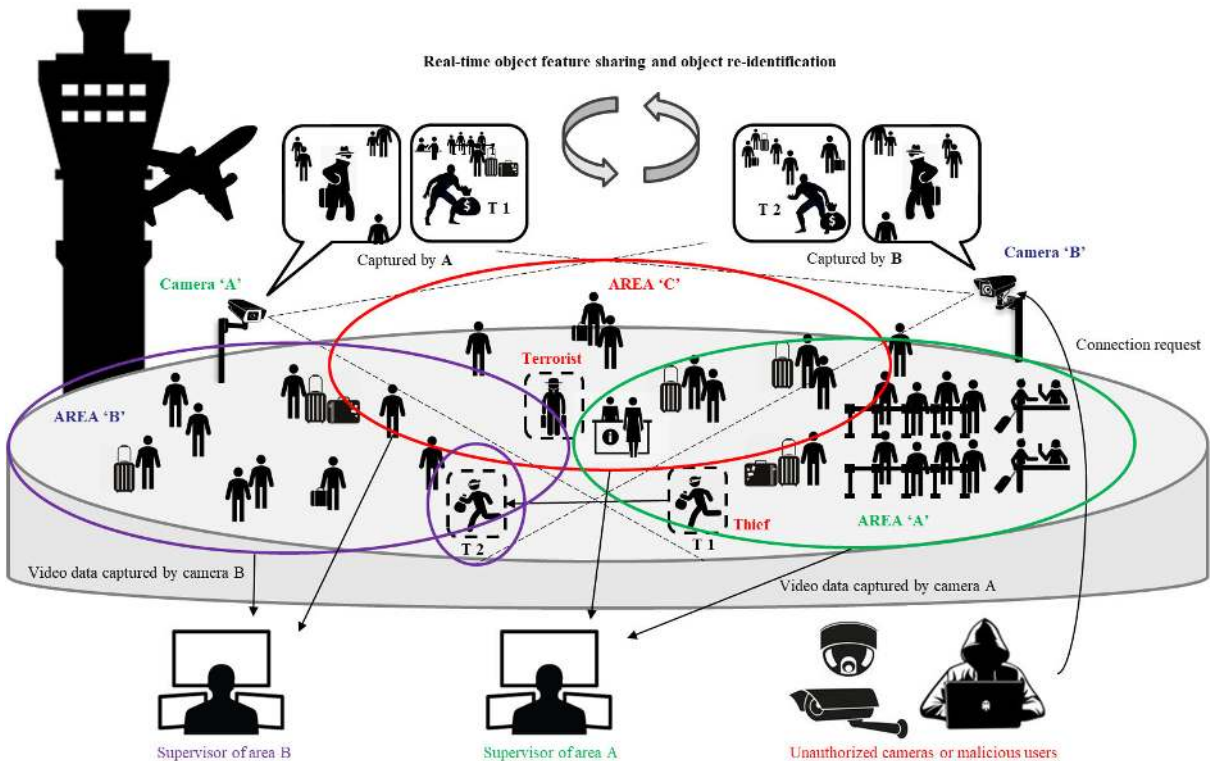 Real-time object feature sharing and object re-identification
T 1
T 2
$
$
Captured by A
Captured by B
Camera ‘B’
Camera ‘A’
AREA ‘C’
Connection request
Terrorist
AREA ‘B’
i
AREA ‘A’
Thief
T 2
T 1
Video data captured by camera B
Video data captured by camera A
Supervisor of area B
Supervisor of area A
Unauthorized cameras or malicious users